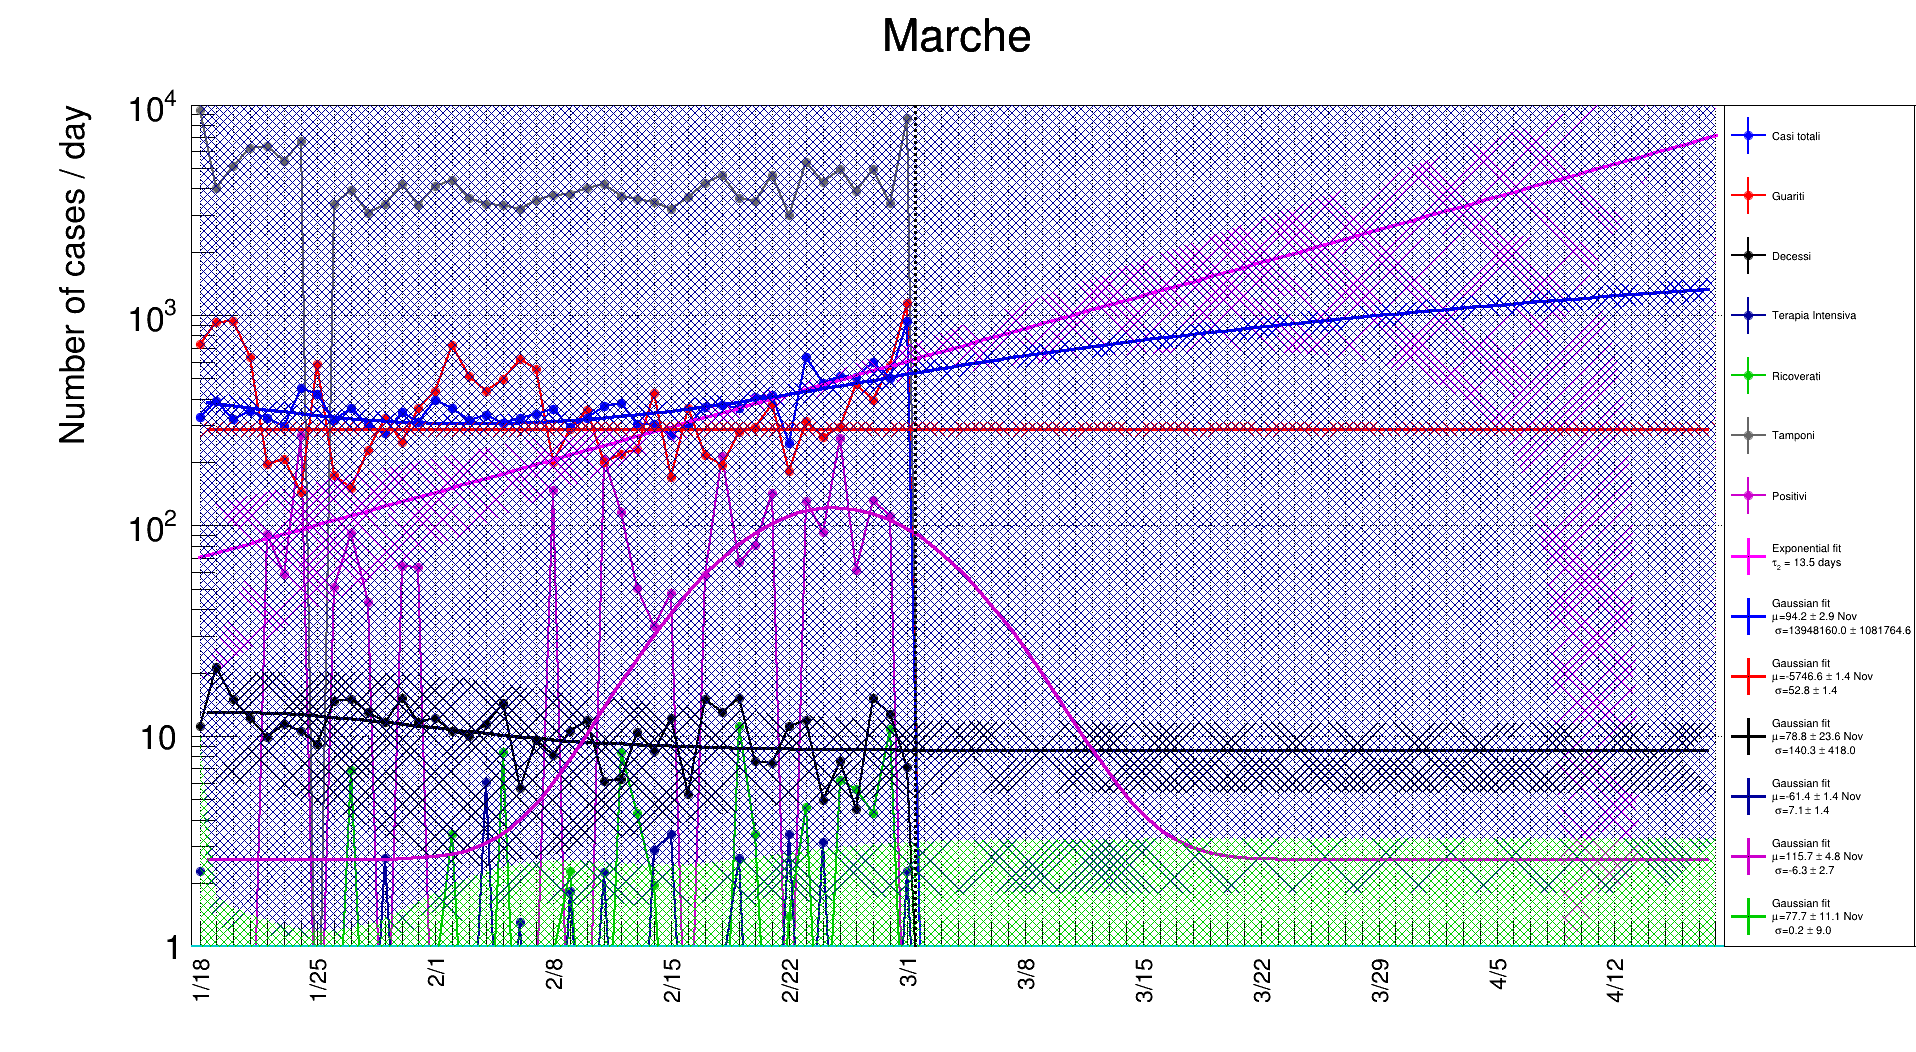 Marche
Number of cases / day
10^4
10^3
10^2
10
1
1/18
1/25
2/1
2/8
2/15
2/22
3/1
3/8
3/15
3/22
3/29
4/5
4/12
Casi totali
Guariti
Decessi
Terapia Intensiva
Ricoverati
Tamponi
Positivi
Exponential fit
τ₂ = 13.5 days
Gaussian fit
μ=94.2 ± 2.9 Nov
σ=13948160.0 ± 1081764.6
Gaussian fit
μ=-5746.6 ± 1.4 Nov
σ=52.8 ± 1.4
Gaussian fit
μ=78.8 ± 23.6 Nov
σ=140.3 ± 418.0
Gaussian fit
μ=-61.4 ± 1.4 Nov
σ=7.1 ± 1.4
Gaussian fit
μ=115.7 ± 4.8 Nov
σ=-6.3 ± 2.7
Gaussian fit
μ=77.7 ± 11.1 Nov
σ=0.2 ± 9.0